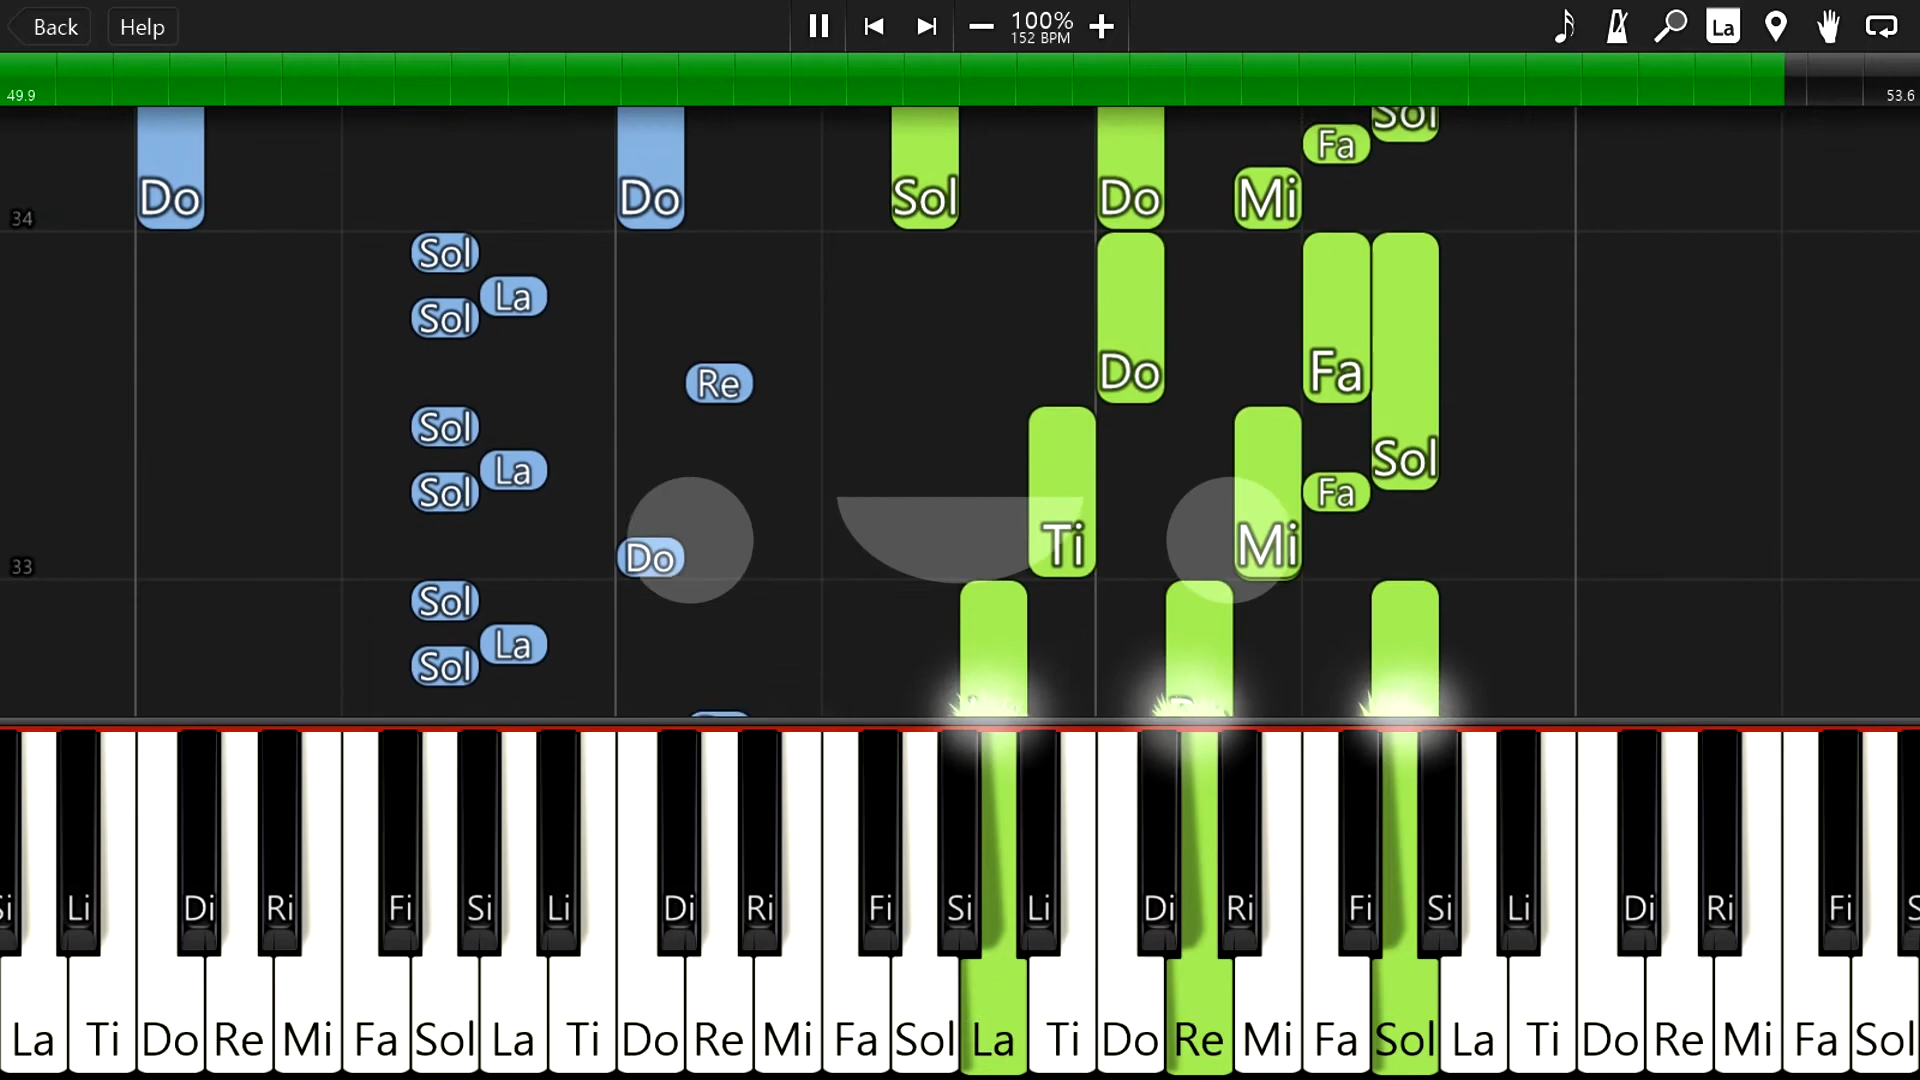 Back Help 100% La
152 BPM
49.9 53.6
Sol
Fa
Do Do Sol Do Mi
34
Sol
La
Sol
Do Fa
Re
Sol
Sol
La
Sol Fa
Ti Mi
Do
33
Sol
La
Sol
Si Li Di Ri Fi Si Li Di Ri Fi Si Li Di Ri Fi Si Li Di Ri Fi
La Ti Do Re Mi Fa Sol La Ti Do Re Mi Fa Sol La Ti Do Re Mi Fa Sol La Ti Do Re Mi Fa Sol